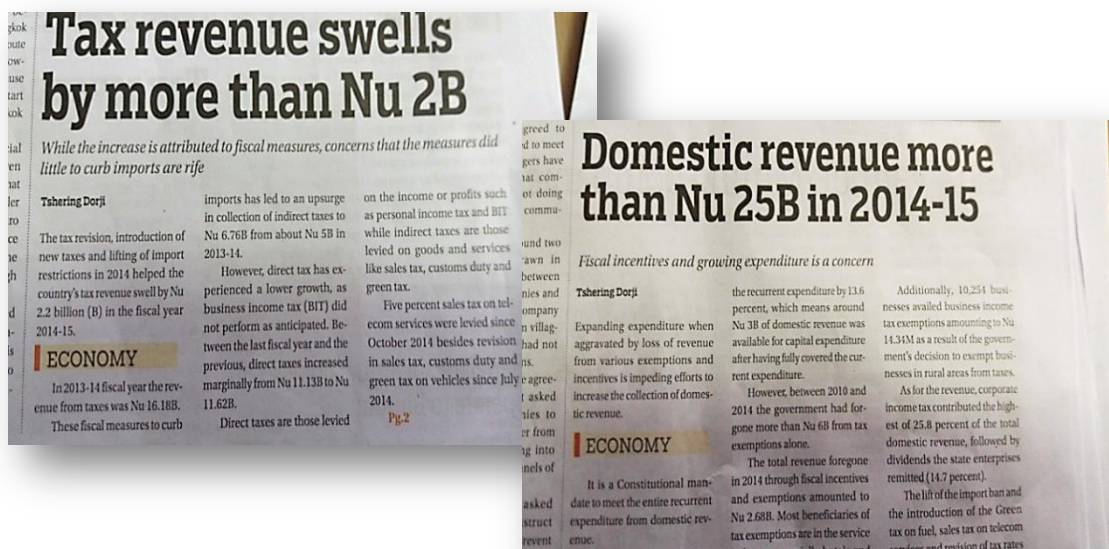 Tax revenue swells
by more than Nu 2B
While the increase is attributed to fiscal measures, concerns that the measures did
little to curb imports are rife
Tshering Dorji
The tax revision, introduction of
new taxes and lifting of import
restrictions in 2014 helped the
country's tax revenue swell by Nu
2.2 billion (B) in the fiscal year
2014-15.
ECONOMY
In 2013-14 fiscal year the rev-
enue from taxes was Nu 16.18B.
These fiscal measures to curb
imports has led to an upsurge
in collection of indirect taxes to
Nu 6.76B from about Nu 5B in
2013-14.
However, direct tax has ex-
perienced a lower growth, as
business income tax (BIT) did
not perform as anticipated. Be-
tween the last fiscal year and the
previous, direct taxes increased
marginally from Nu 11.13B to Nu
11.62B.
Direct taxes are those levied
on the income or profits such
as personal income tax and BIT
while indirect taxes are those
levied on goods and services
like sales tax, customs duty and
green tax.
Five percent sales tax on tel-
ecom services were levied since
October 2014 besides revision
in sales tax, customs duty and
green tax on vehicles since July
2014.
Pg.2
Domestic revenue more
than Nu 25B in 2014-15
Fiscal incentives and growing expenditure is a concern
Tshering Dorji
Expanding expenditure when
aggravated by loss of revenue
from various exemptions and
incentives is impeding efforts to
increase the collection of domes-
tic revenue.
ECONOMY
It is a Constitutional man-
date to meet the entire recurrent
expenditure from domestic rev-
enue.
the recurrent expenditure by 13.6
percent, which means around
Nu 3B of domestic revenue was
available for capital expenditure
after having fully covered the cur-
rent expenditure.
However, between 2010 and
2014 the government had for-
gone more than Nu 6B from tax
exemptions alone.
The total revenue foregone
in 2014 through fiscal incentives
and exemptions amounted to
Nu 2.68B. Most beneficiaries of
tax exemptions are in the service
Additionally, 10,254 busi-
nesses availed business income
tax exemptions amounting to Nu
14.34M as a result of the govern-
ment's decision to exempt busi-
nesses in rural areas from taxes.
As for the revenue, corporate
income tax contributed the high-
est of 25.8 percent of the total
domestic revenue, followed by
dividends the state enterprises
remitted (14.7 percent).
The lift of the import ban and
the introduction of the Green
tax on fuel, sales tax on telecom